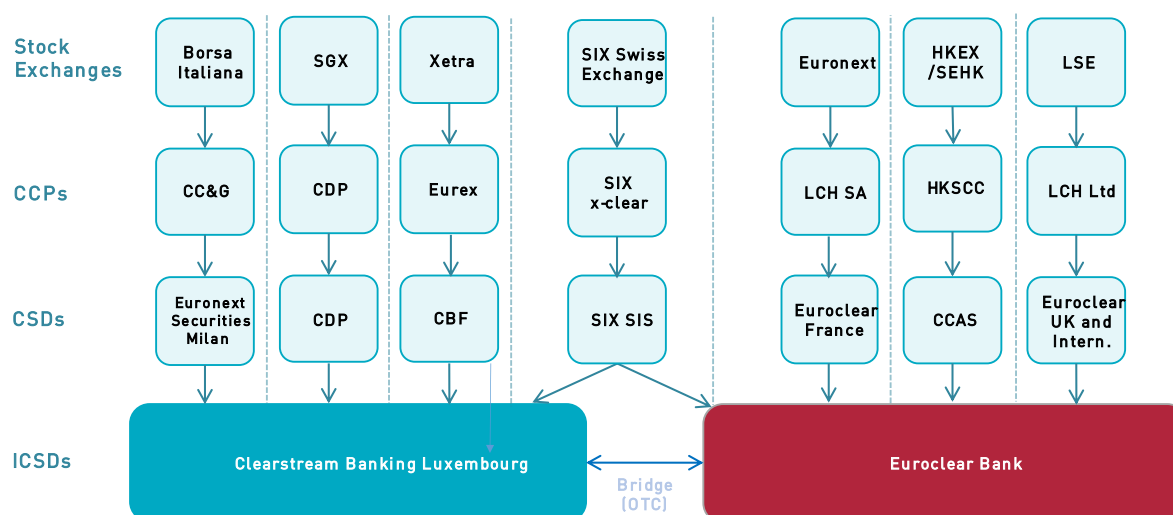 Stock
Exchanges
Borsa
Italiana
SGX
Xetra
SIX Swiss
Exchange
Euronext
HKEX
/SEHK
LSE
CCPs
CC&G
CDP
Eurex
SIX
x-clear
LCH SA
HKSCC
LCH Ltd
CSDs
Euronext
Securities
Milan
CDP
CBF
SIX SIS
Euroclear
France
CCAS
Euroclear
UK and
Intern.
ICSDs
Clearstream Banking Luxembourg
Bridge
(OTC)
Euroclear Bank